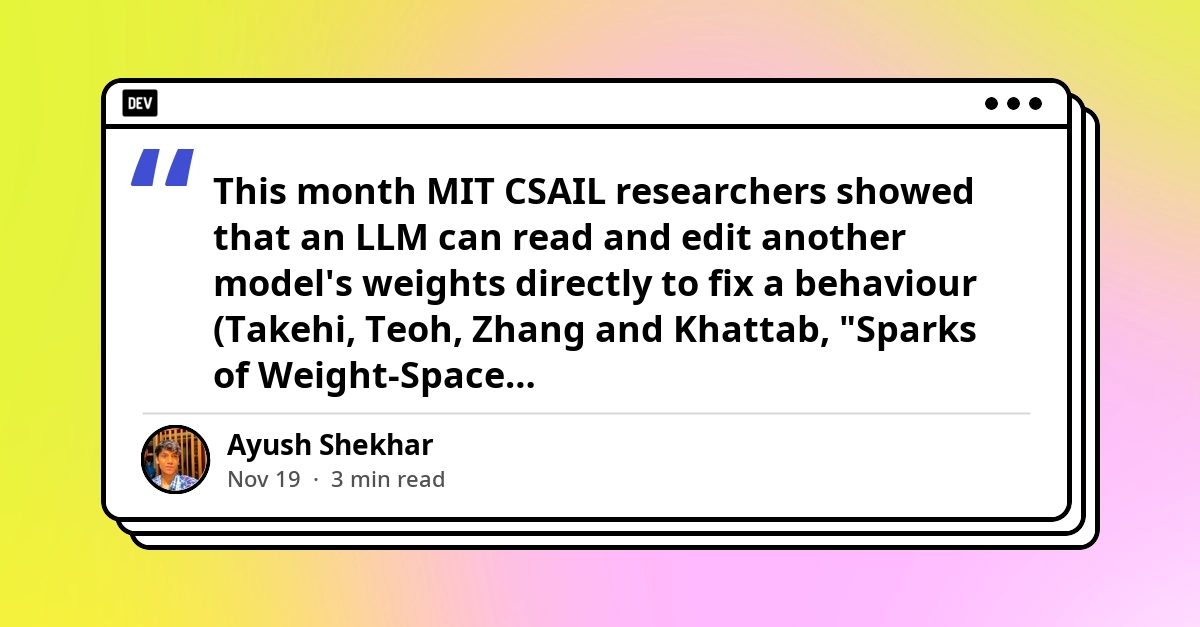 DEV
“
This month MIT CSAIL researchers showed
that an LLM can read and edit another
model's weights directly to fix a behaviour
(Takehi, Teoh, Zhang and Khattab, "Sparks
of Weight-Space...
Ayush Shekhar
Nov 19 · 3 min read